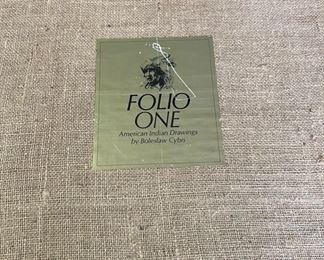 FOLIO
ONE
American Indian Drawings
by Boleslaw Cybis